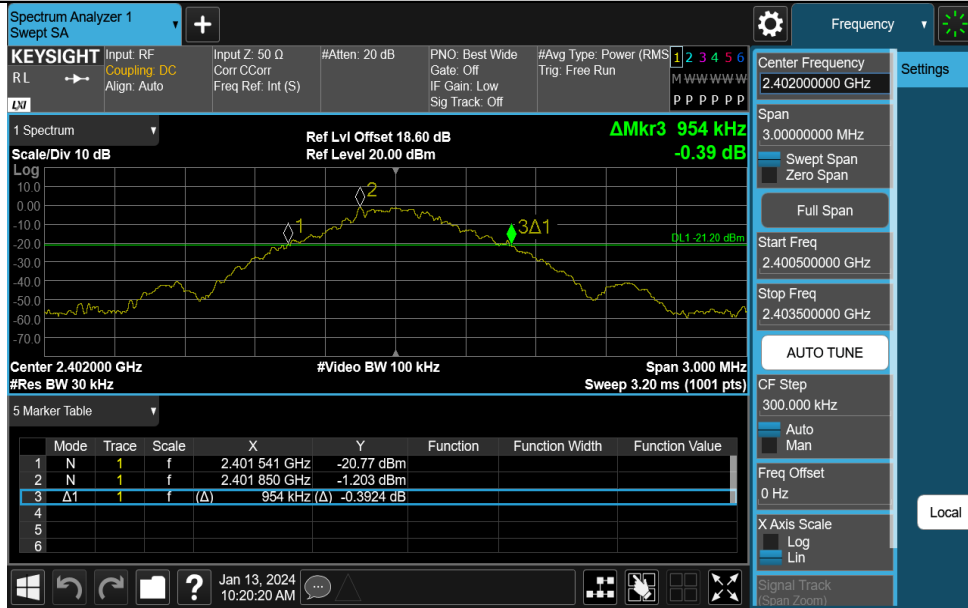 Spectrum Analyzer 1
Swept SA
+
Frequency
KEYSIGHT
RL
LXI
Input: RF
Coupling: DC
Align: Auto
Input Z: 50 Ω
Corr CCorr
Freq Ref: Int (S)
#Atten: 20 dB
PNO: Best Wide
Gate: Off
IF Gain: Low
Sig Track: Off
#Avg Type: Power (RMS
Trig: Free Run
1 2 3 4 5 6
M W W W W W
P P P P P P
1 Spectrum
Scale/Div 10 dB
Ref Lvl Offset 18.60 dB
Ref Level 20.00 dBm
ΔMkr3 954 kHz
-0.39 dB
Log
10.0
0.00
-10.0
-20.0
-30.0
-40.0
-50.0
-60.0
-70.0
1
2
3Δ1
DL1 -21.20 dBm
Center 2.402000 GHz
#Video BW 100 kHz
Span 3.000 MHz
#Res BW 30 kHz
Sweep 3.20 ms (1001 pts)
5 Marker Table
Mode Trace Scale X Y Function Function Width Function Value
1 N 1 f 2.401 541 GHz -20.77 dBm
2 N 1 f 2.401 850 GHz -1.203 dBm
3 Δ1 1 f (Δ) 954 kHz (Δ) -0.3924 dB
4
5
6
?
Jan 13, 2024
10:20:20 AM
Center Frequency
2.402000000 GHz
Span
3.00000000 MHz
Swept Span
Zero Span
Full Span
Start Freq
2.400500000 GHz
Stop Freq
2.403500000 GHz
AUTO TUNE
CF Step
300.000 kHz
Auto
Man
Freq Offset
0 Hz
X Axis Scale
Log
Lin
Signal Track
(Span Zoom)
Settings
Local